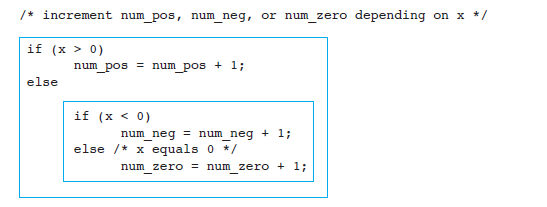 /* increment num_pos, num_neg, or num_zero depending on x */
if (x > 0)
num_pos = num_pos + 1;
else
if (x < 0)
num_neg = num_neg + 1;
else /* x equals 0 */
num_zero = num_zero + 1;